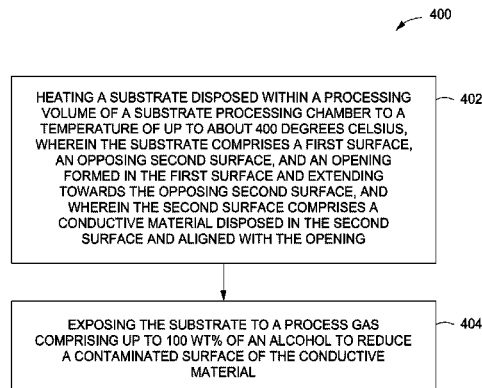 400
HEATING A SUBSTRATE DISPOSED WITHIN A PROCESSING
VOLUME OF A SUBSTRATE PROCESSING CHAMBER TO A
TEMPERATURE OF UP TO ABOUT 400 DEGREES CELSIUS,
WHEREIN THE SUBSTRATE COMPRISES A FIRST SURFACE,
AN OPPOSING SECOND SURFACE, AND AN OPENING
FORMED IN THE FIRST SURFACE AND EXTENDING
TOWARDS THE OPPOSING SECOND SURFACE, AND
WHEREIN THE SECOND SURFACE COMPRISES A
CONDUCTIVE MATERIAL DISPOSED IN THE SECOND
SURFACE AND ALIGNED WITH THE OPENING
402
EXPOSING THE SUBSTRATE TO A PROCESS GAS
COMPRISING UP TO 100 WT% OF AN ALCOHOL TO REDUCE
A CONTAMINATED SURFACE OF THE CONDUCTIVE
MATERIAL
404